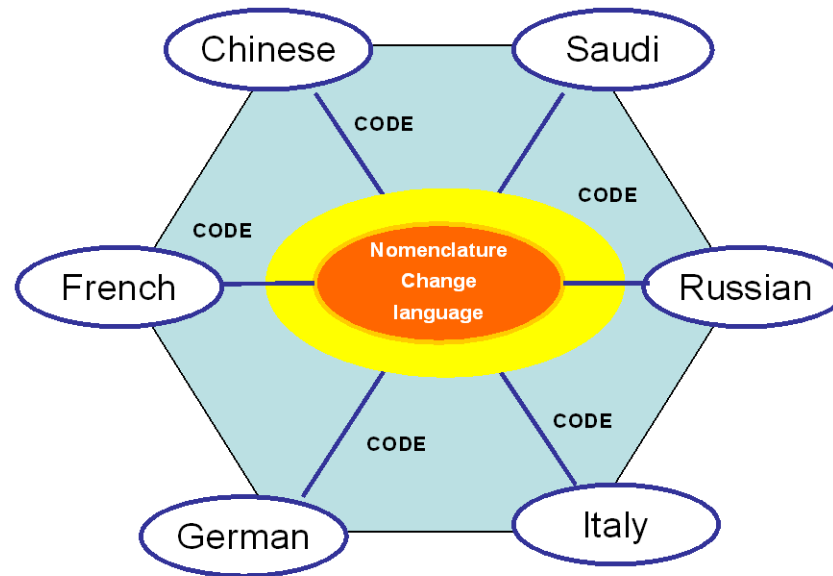 Chinese
Saudi
CODE
CODE
CODE
Nomenclature
Change
language
French
Russian
CODE
CODE
German
Italy